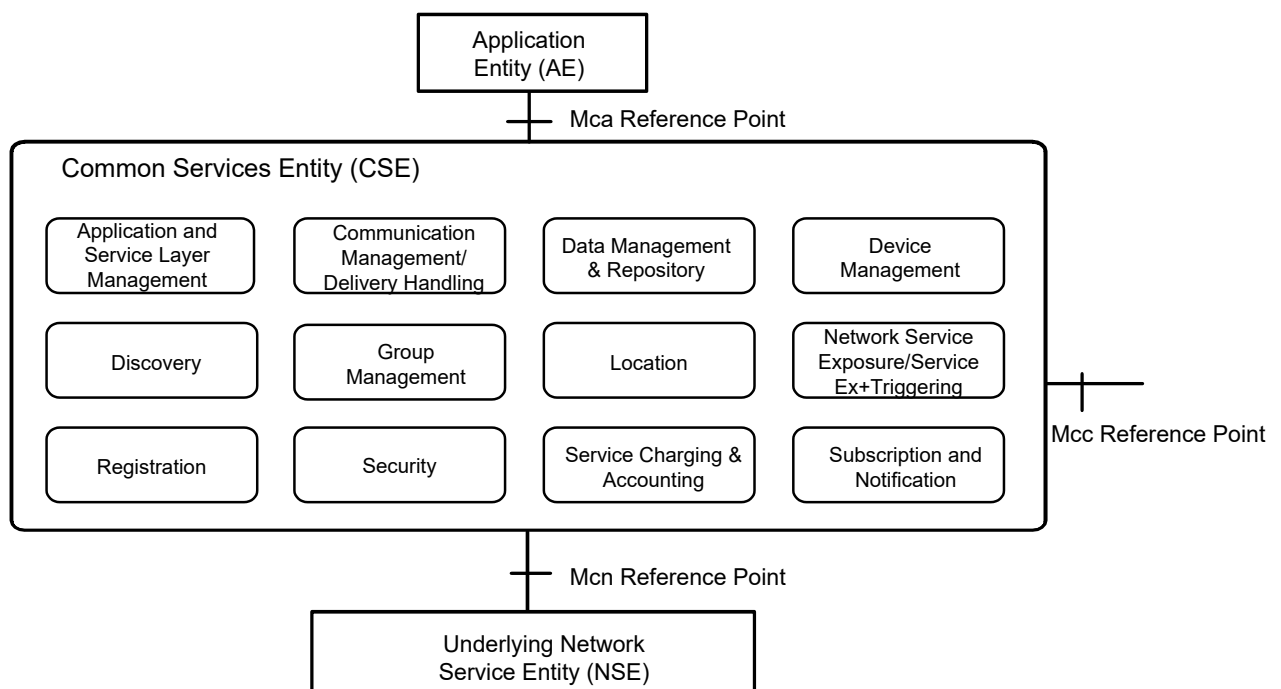 Application
Entity (AE)
Mca Reference Point
Common Services Entity (CSE)
Application and
Service Layer
Management
Communication
Management/
Delivery Handling
Data Management
& Repository
Device
Management
Discovery
Group
Management
Location
Network Service
Exposure/Service
Ex+Triggering
Mcc Reference Point
Registration
Security
Service Charging &
Accounting
Subscription and
Notification
Mcn Reference Point
Underlying Network
Service Entity (NSE)